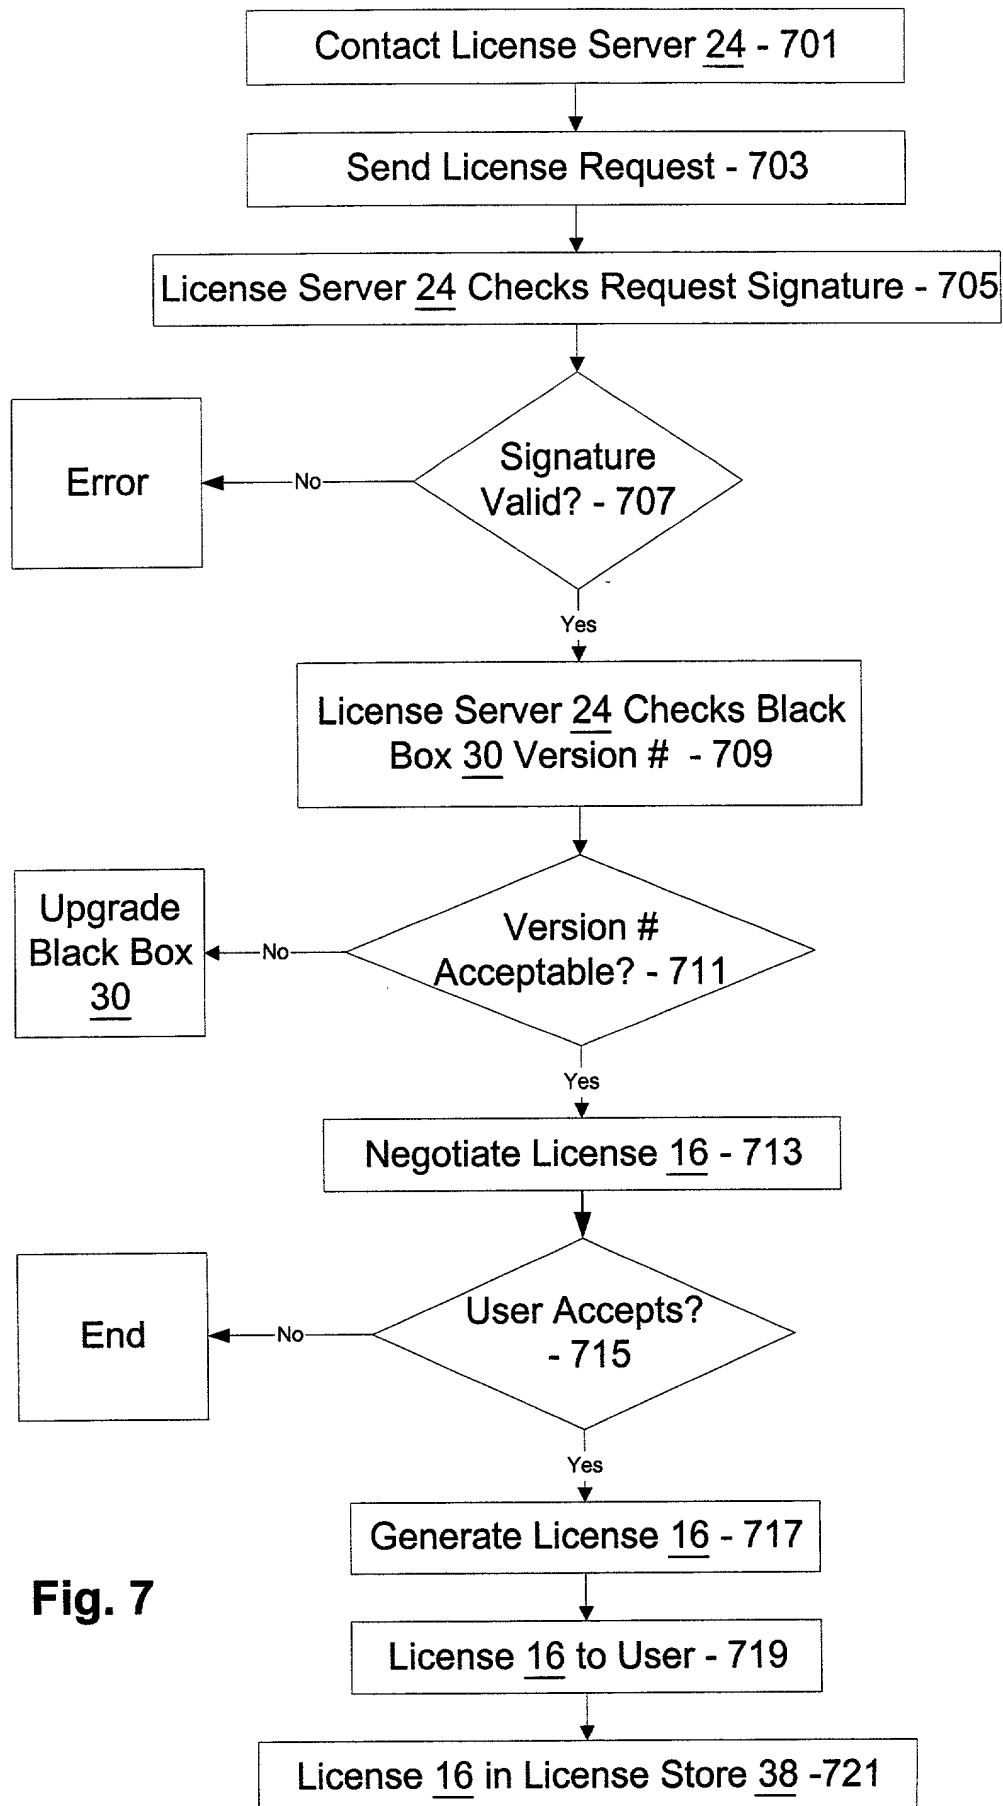 Contact License Server 24 - 701
Send License Request - 703
License Server 24 Checks Request Signature - 705
Signature
Valid? - 707
No
Error
Yes
License Server 24 Checks Black
Box 30 Version # - 709
Version #
Acceptable? - 711
No
Upgrade
Black Box
30
Yes
Negotiate License 16 - 713
User Accepts?
- 715
No
End
Yes
Generate License 16 - 717
License 16 to User - 719
License 16 in License Store 38 -721
Fig. 7